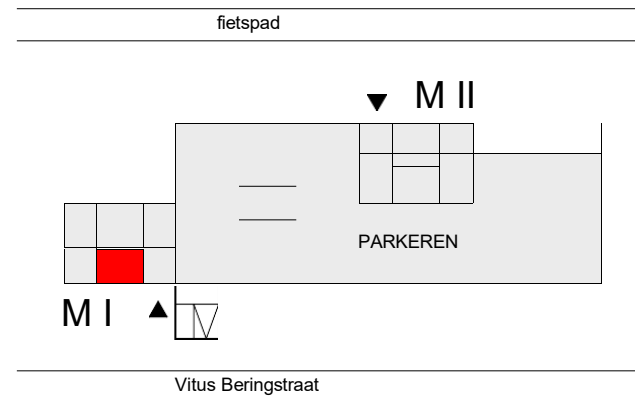 fietspad
M II
PARKEREN
M I
Vitus Beringstraat